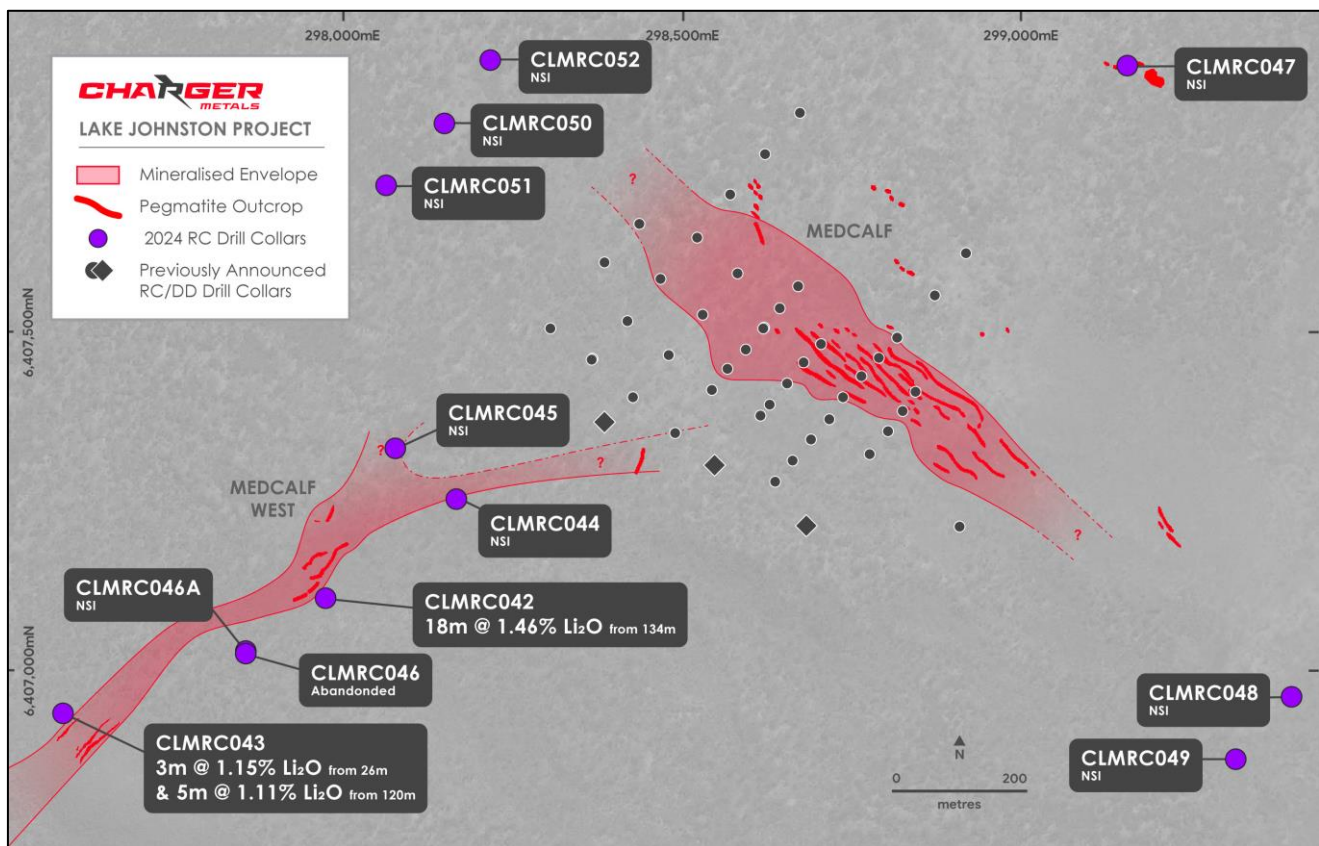 298,000mE
298,500mE
299,000mE
CHARGER
METALS
LAKE JOHNSTON PROJECT
Mineralised Envelope
Pegmatite Outcrop
2024 RC Drill Collars
Previously Announced
RC/DD Drill Collars
CLMRC052
NSI
CLMRC050
NSI
CLMRC051
NSI
CLMRC047
NSI
?
MEDCALF
6,407,500mN
CLMRC045
NSI
?
?
MEDCALF
WEST
CLMRC044
NSI
?
CLMRC046A
NSI
CLMRC042
18m @ 1.46% Li₂O from 134m
CLMRC046
Abandonded
6,407,000mN
CLMRC043
3m @ 1.15% Li₂O from 26m
& 5m @ 1.11% Li₂O from 120m
CLMRC048
NSI
CLMRC049
NSI
N
0
200
metres